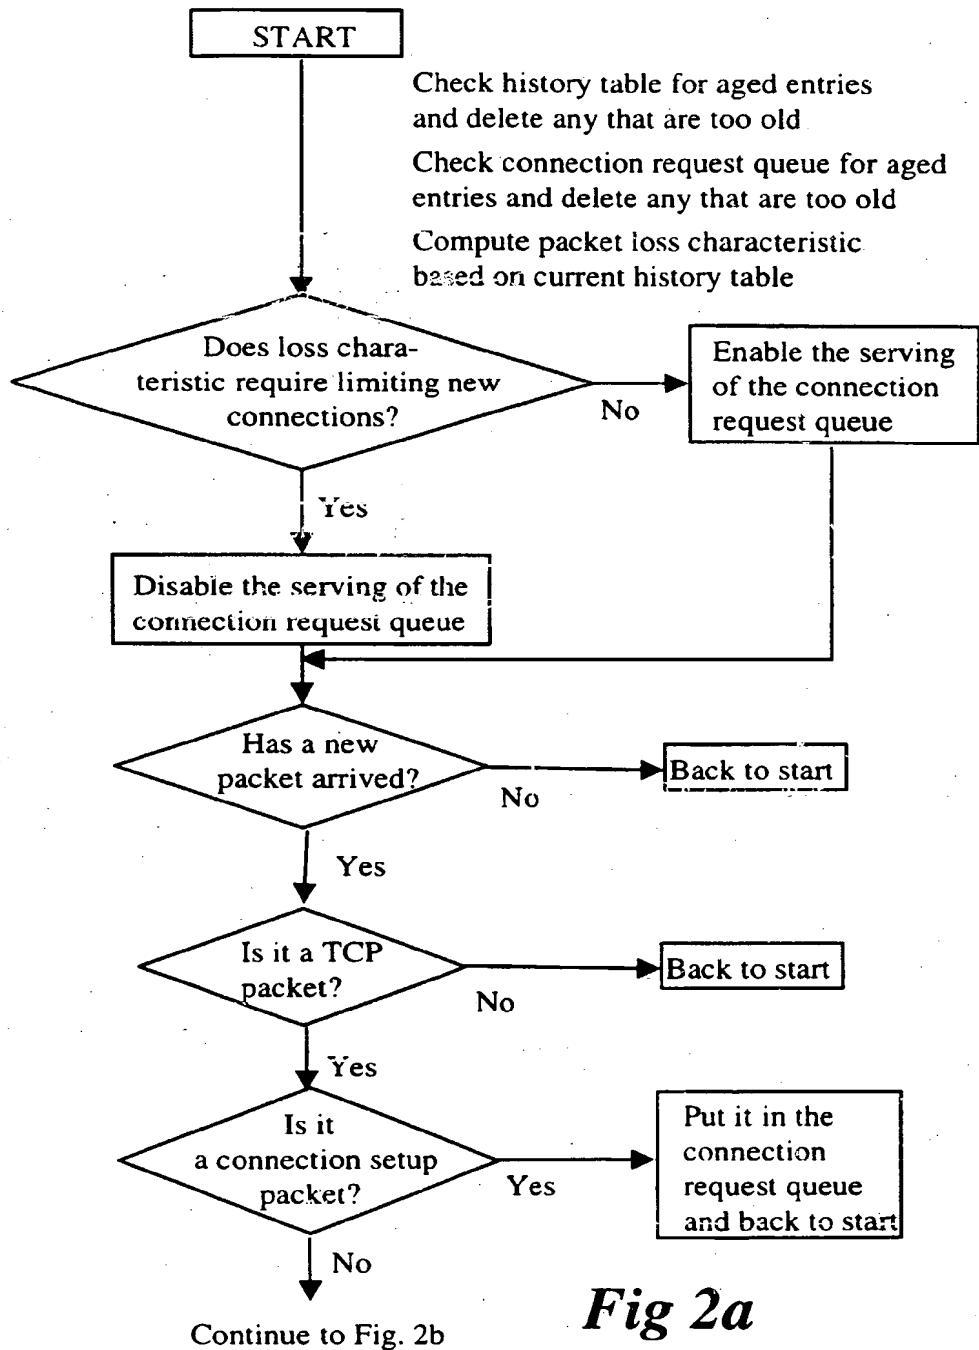 START
Check history table for aged entries
and delete any that are too old
Check connection request queue for aged
entries and delete any that are too old
Compute packet loss characteristic
based on current history table
Does loss chara-
teristic require limiting new
connections?
No
Enable the serving
of the connection
request queue
Yes
Disable the serving of the
connection request queue
Has a new
packet arrived?
No
Back to start
Yes
Is it a TCP
packet?
No
Back to start
Yes
Is it
a connection setup
packet?
Yes
Put it in the
connection
request queue
and back to start
No
Continue to Fig. 2b
Fig 2a